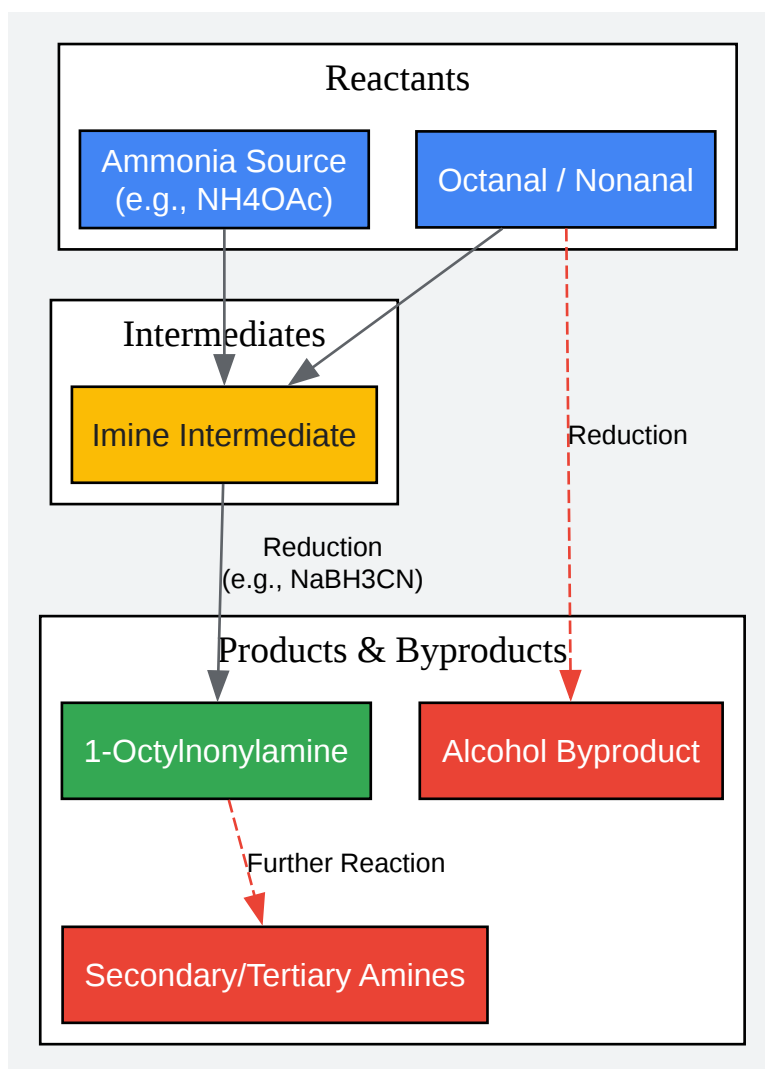 Reactants
Ammonia Source
(e.g., NH4OAc)
Octanal / Nonanal
Intermediates
Imine Intermediate
Reduction
Reduction
(e.g., NaBH3CN)
Products & Byproducts
1-Octylnonylamine
Alcohol Byproduct
Further Reaction
Secondary/Tertiary Amines